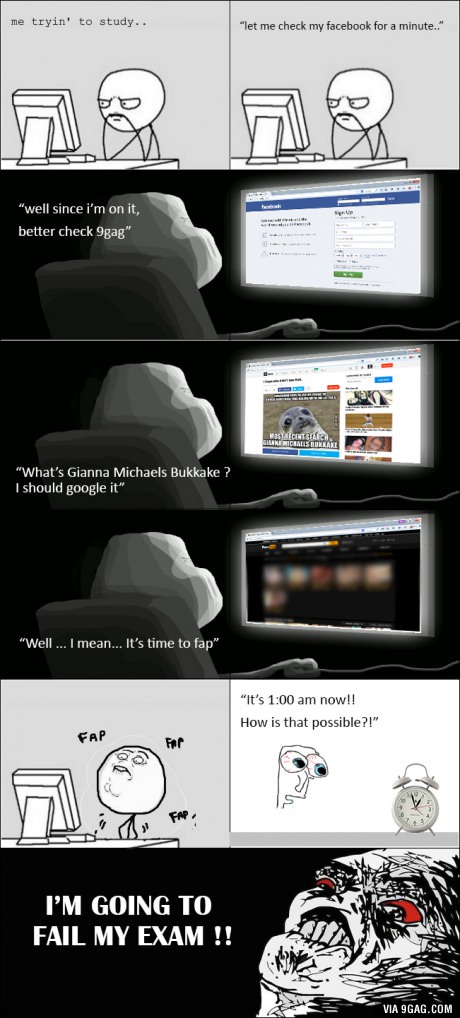 me tryin' to study..
“let me check my facebook for a minute..”
“well since i'm on it,
better check 9gag”
facebook
Sign Up
“What's Gianna Michaels Bukkake ?
I should google it”
MOST RECENT SEARCH
GIANNA MICHAELS BUKKAKE
“Well ... I mean... It's time to fap”
FAP
FAP
FAP
“It's 1:00 am now!!
How is that possible?!”
I'M GOING TO
FAIL MY EXAM !!
VIA 9GAG.COM